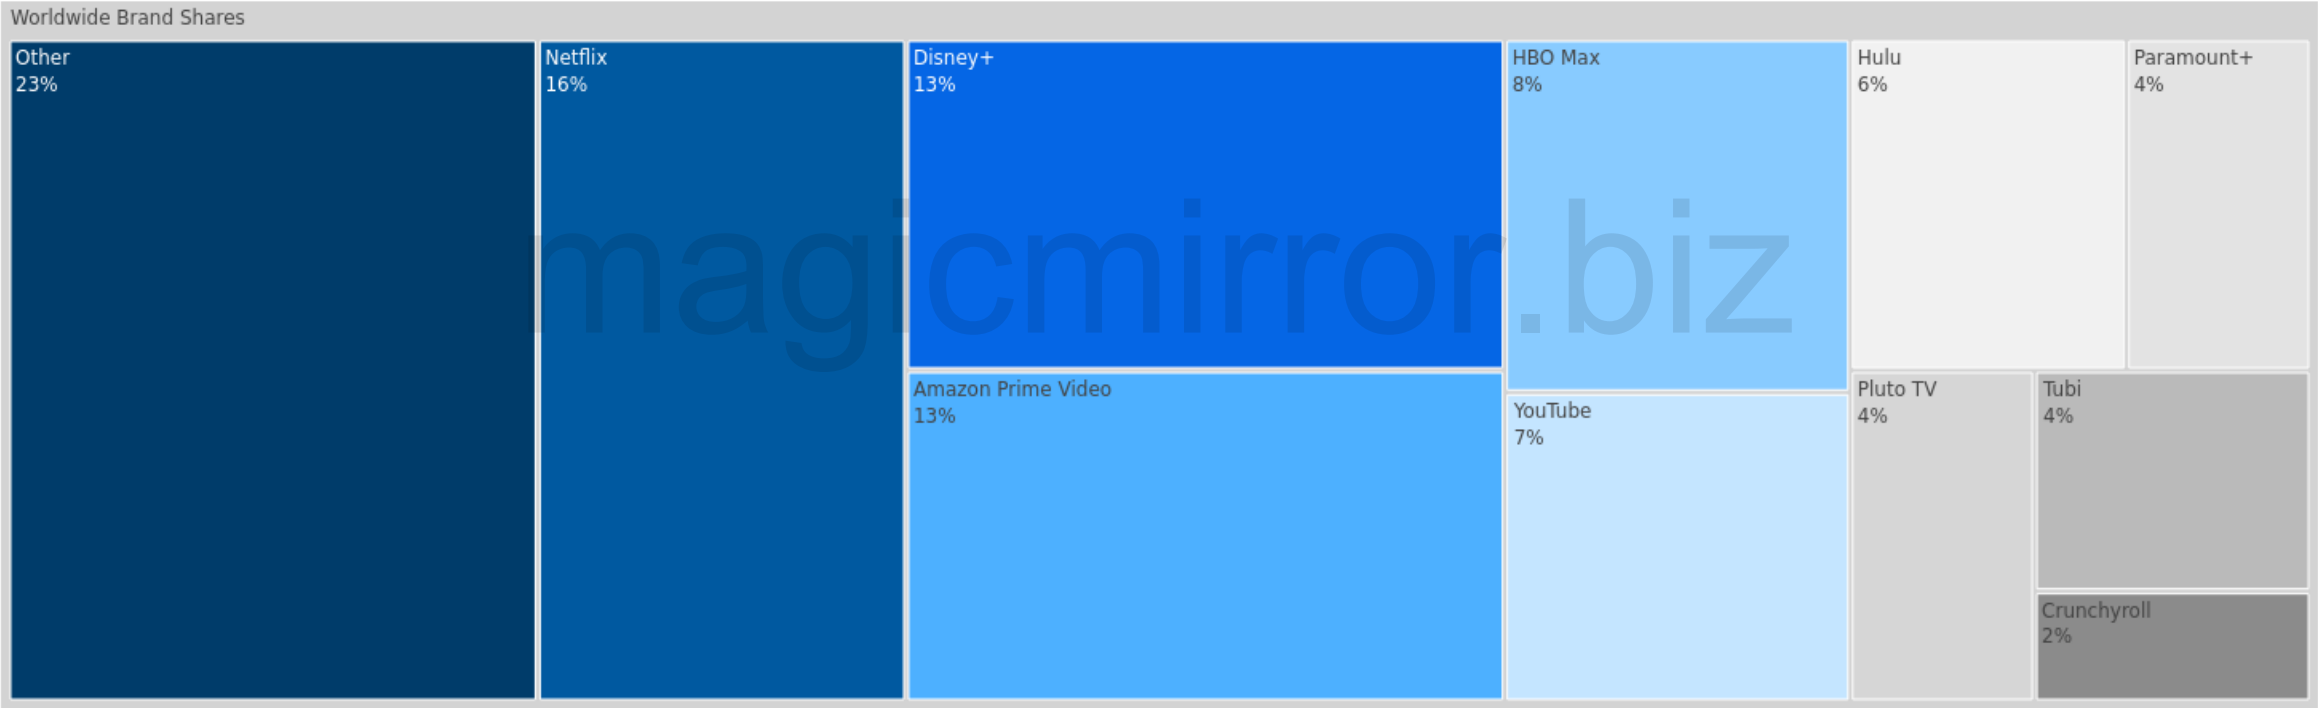 Worldwide Brand Shares
Other
23%
Netflix
16%
Disney+
13%
Amazon Prime Video
13%
HBO Max
8%
YouTube
7%
Hulu
6%
Paramount+
4%
Pluto TV
4%
Tubi
4%
Crunchyroll
2%
magicmirror.biz